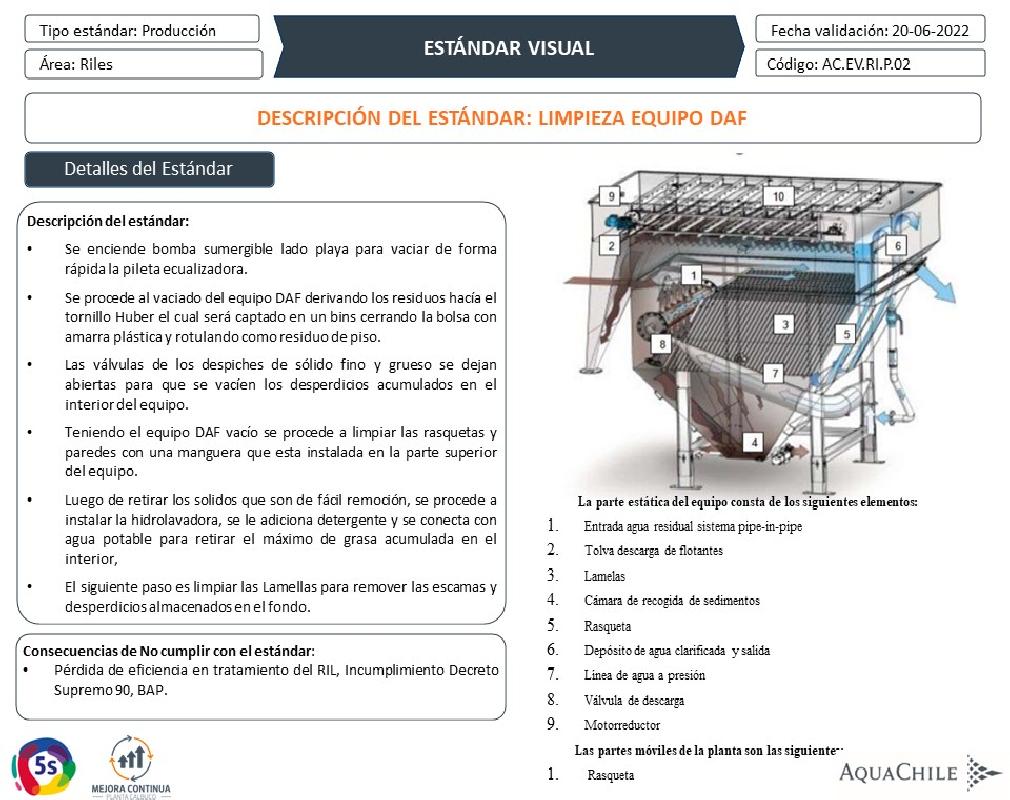 Tipo estándar: Producción
Área: Riles
ESTÁNDAR VISUAL
Fecha validación: 20-06-2022
Código: AC.EV.RI.P.02
DESCRIPCIÓN DEL ESTÁNDAR: LIMPIEZA EQUIPO DAF
Detalles del Estándar
Descripción del estándar:
• Se enciende bomba sumergible lado playa para vaciar de forma
rápida la pileta ecualizadora.
• Se procede al vaciado del equipo DAF derivando los residuos hacía el
tornillo Huber el cual será captado en un bins cerrando la bolsa con
amarra plástica y rotulando como residuo de piso.
• Las válvulas de los despiches de sólido fino y grueso se dejan
abiertas para que se vacíen los desperdicios acumulados en el
interior del equipo.
• Teniendo el equipo DAF vacío se procede a limpiar las rasquetas y
paredes con una manguera que esta instalada en la parte superior
del equipo.
• Luego de retirar los solidos que son de fácil remoción, se procede a
instalar la hidrolavadora, se le adiciona detergente y se conecta con
agua potable para retirar el máximo de grasa acumulada en el
interior,
• El siguiente paso es limpiar las Lamellas para remover las escamas y
desperdicios almacenados en el fondo.
Consecuencias de No cumplir con el estándar:
• Pérdida de eficiencia en tratamiento del RIL, Incumplimiento Decreto
Supremo 90, BAP.
9
10
2
6
1
3
5
8
7
4
La parte estática del equipo consta de los siguientes elementos:
1. Entrada agua residual sistema pipe-in-pipe
2. Tolva descarga de flotantes
3. Lamelas
4. Cámara de recogida de sedimentos
5. Rasqueta
6. Depósito de agua clarificada y salida
7. Línea de agua a presión
8. Válvula de descarga
9. Motorreductor
Las partes móviles de la planta son las siguiente··
1. Rasqueta
5s
MEJORA CONTINUA
PLANTA CALBUCO
AQUACHILE